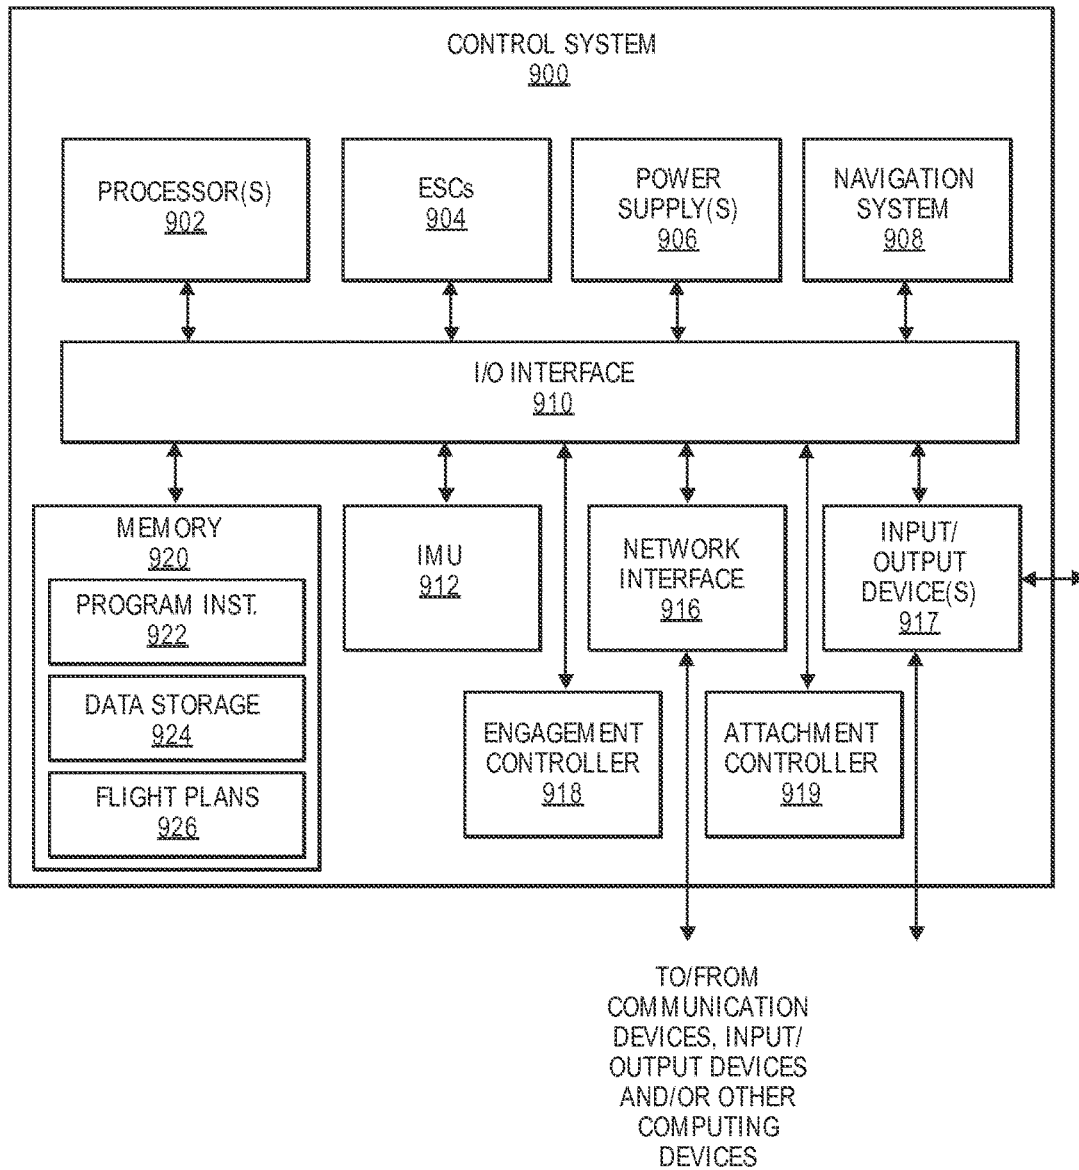 CONTROL SYSTEM
900
PROCESSOR(S)
902
ESCs
904
POWER
SUPPLY(S)
906
NAVIGATION
SYSTEM
908
I/O INTERFACE
910
MEMORY
920
PROGRAM INST.
922
DATA STORAGE
924
FLIGHT PLANS
926
IMU
912
NETWORK
INTERFACE
916
INPUT/
OUTPUT
DEVICE(S)
917
ENGAGEMENT
CONTROLLER
918
ATTACHMENT
CONTROLLER
919
TO/FROM
COMMUNICATION
DEVICES, INPUT/
OUTPUT DEVICES
AND/OR OTHER
COMPUTING
DEVICES